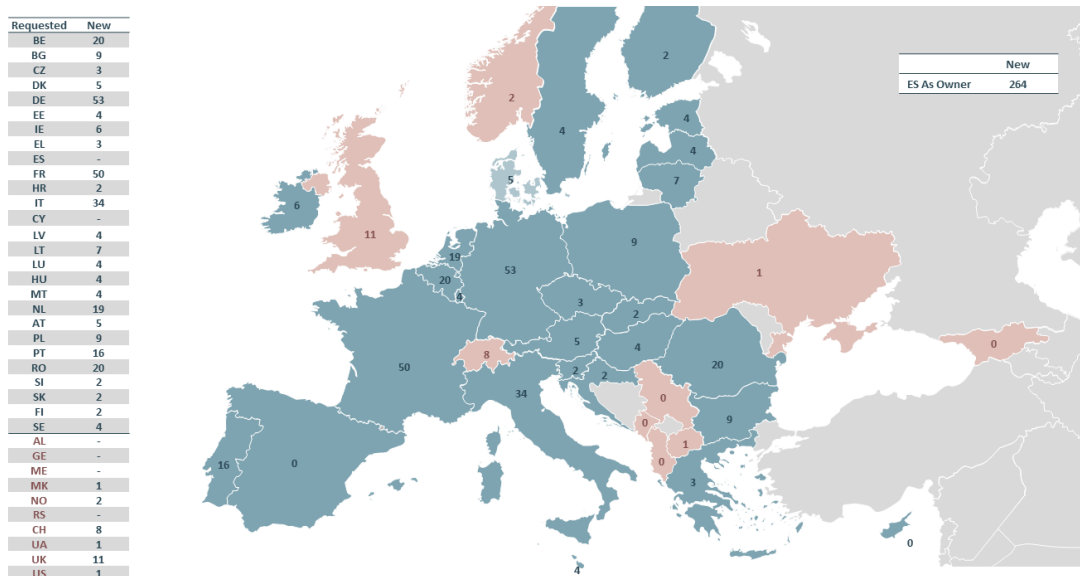 Requested New
BE 20
BG 9
CZ 3
DK 5
DE 53
EE 4
IE 6
EL 3
ES -
FR 50
HR 2
IT 34
CY -
LV 4
LT 7
LU 4
HU 4
MT 4
NL 19
AT 5
PL 9
PT 16
RO 20
SI 2
SK 2
FI 2
SE 4
AL -
GE -
ME -
MK 1
NO 2
RS -
CH 8
UA 1
UK 11
US 1
New
ES As Owner 264
2
2
4
4
4
7
5
6
11
9
19
53
20
4
1
3
2
5
4
0
8
50
20
2
2
34
0
0
9
1
0
16
0
3
0
4